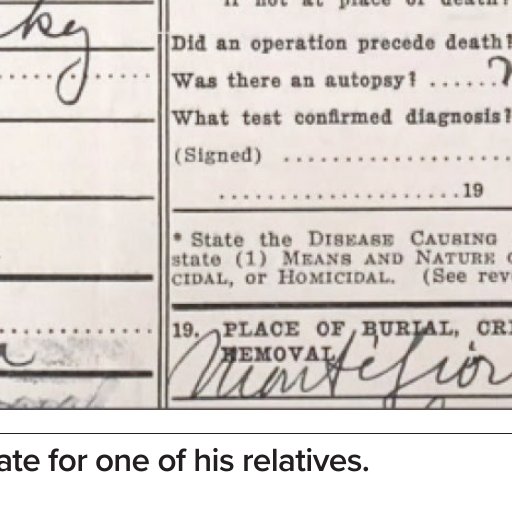 ky
Did an operation precede death?
Was there an autopsy? ......
What test confirmed diagnosis?
(Signed) ..............................
.....................19
* State the DISEASE CAUSING
state (1) MEANS AND NATURE
CIDAL, or HOMICIDAL. (See rev
19. PLACE OF BURIAL, CRE
REMOVAL
Montefior
ate for one of his relatives.